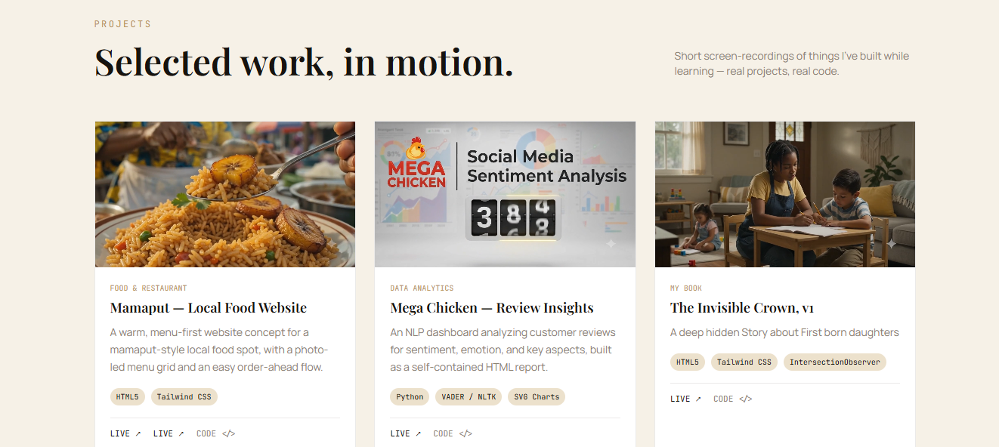 PROJECTS
Selected work, in motion.
Short screen-recordings of things I've built while
learning — real projects, real code.
MEGA
CHICKEN
Social Media
Sentiment Analysis
3
FOOD & RESTAURANT
Mamaput — Local Food Website
A warm, menu-first website concept for a
mamaput-style local food spot, with a photo-
led menu grid and an easy order-ahead flow.
HTML5
Tailwind CSS
LIVE ↗ LIVE ↗ CODE </>
DATA ANALYTICS
Mega Chicken — Review Insights
An NLP dashboard analyzing customer reviews
for sentiment, emotion, and key aspects, built
as a self-contained HTML report.
Python
VADER / NLTK
SVG Charts
LIVE ↗ CODE </>
MY BOOK
The Invisible Crown, v1
A deep hidden Story about First born daughters
HTML5
Tailwind CSS
IntersectionObserver
LIVE ↗ CODE </>